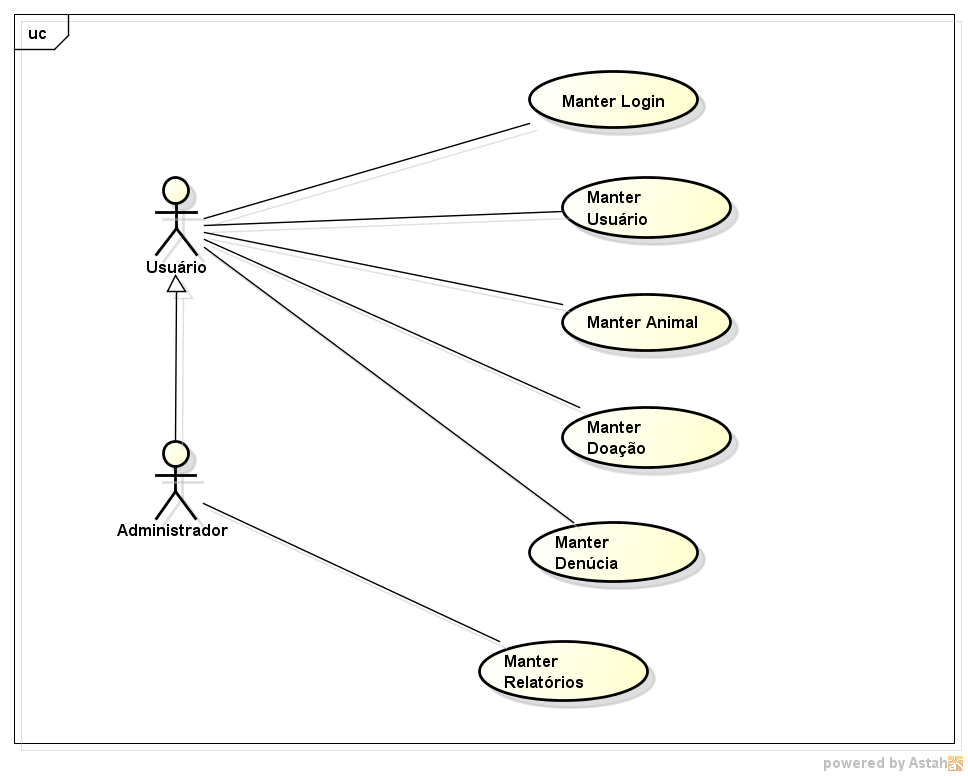 uc
Manter Login
Manter
Usuário
Usuário
Manter Animal
Manter
Doação
Administrador
Manter
Denúcia
Manter
Relatórios
powered by Astah